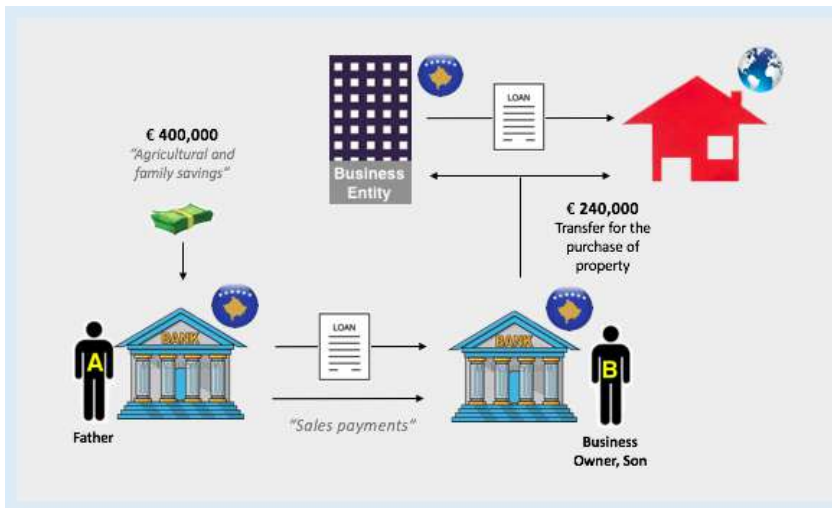 LOAN
€ 400,000
"Agricultural and
family savings"
Business
Entity
€ 240,000
Transfer for the
purchase of
property
BANK
LOAN
BANK
A
B
Father
"Sales payments"
Business
Owner, Son